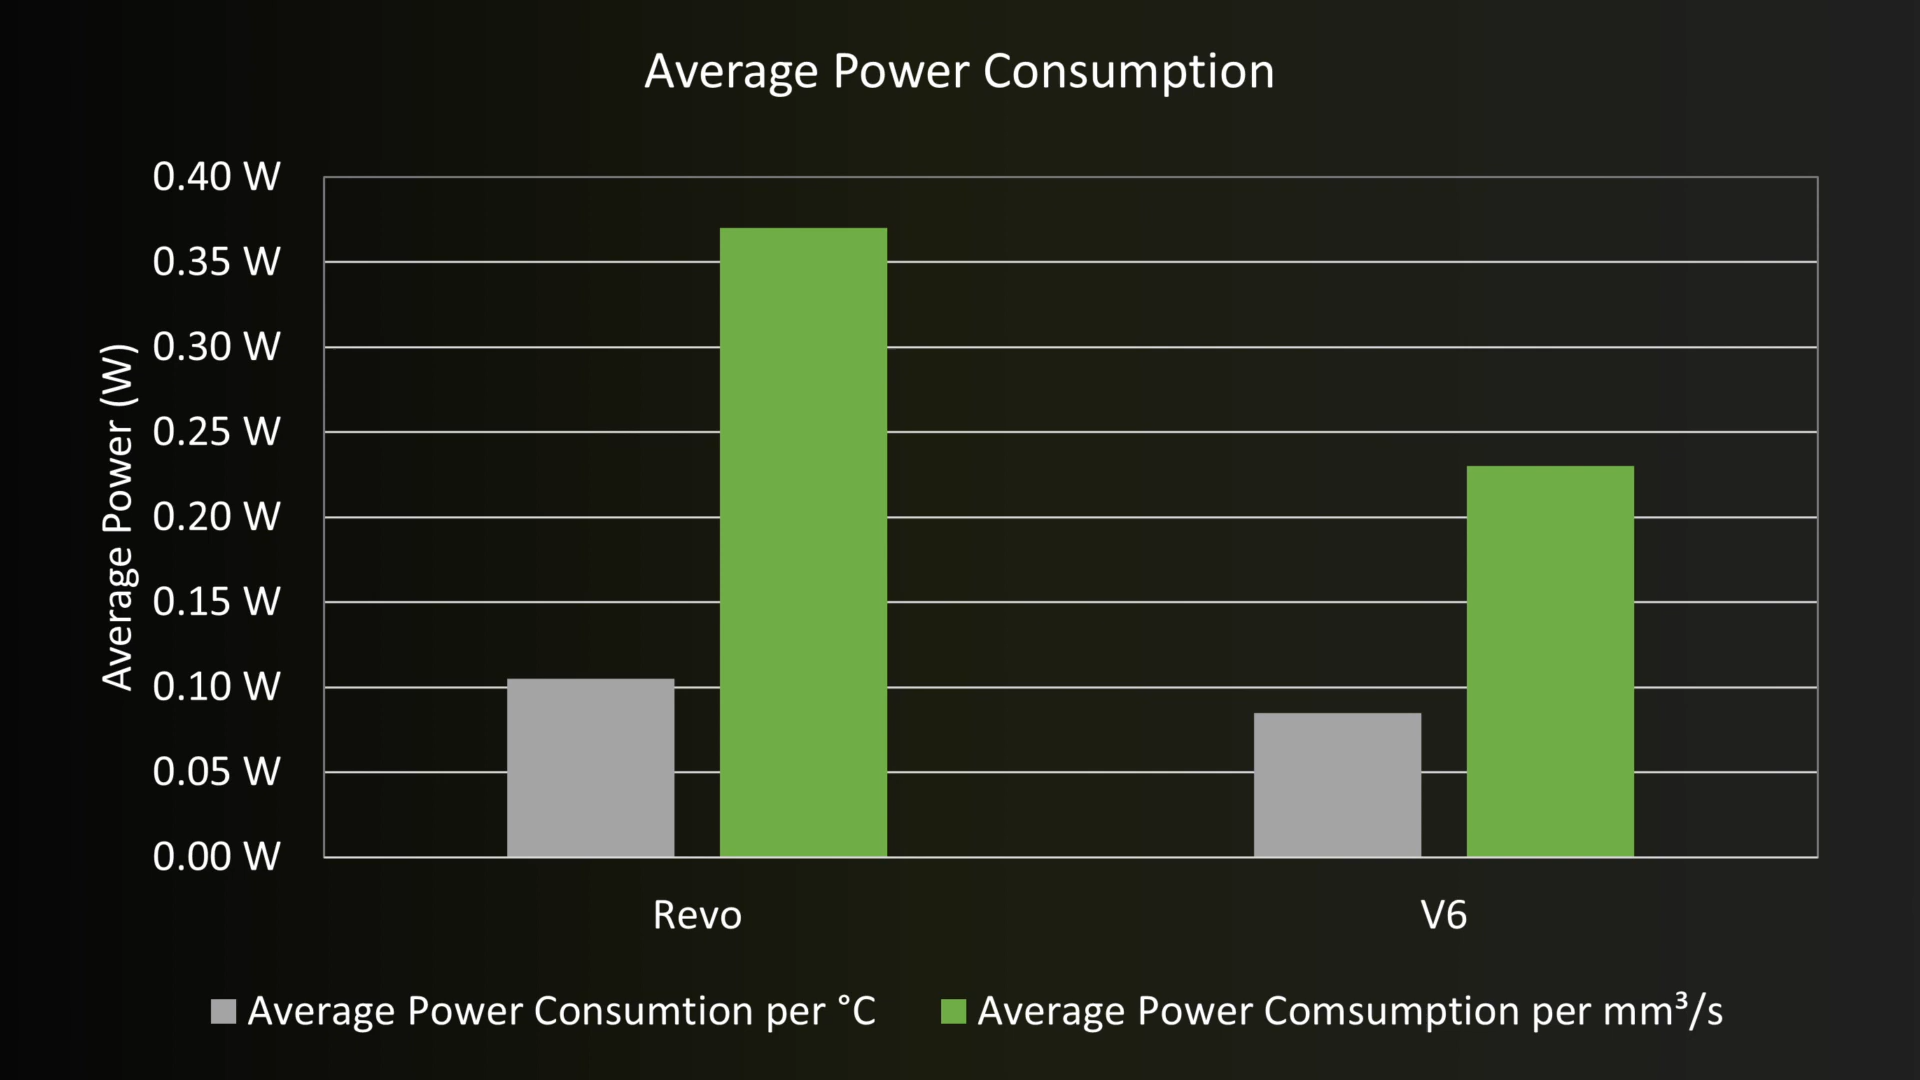 Average Power Consumption
0.40 W
0.35 W
0.30 W
0.25 W
0.20 W
0.15 W
0.10 W
0.05 W
0.00 W
Average Power (W)
Revo
V6
Average Power Consumtion per °C
Average Power Comsumption per mm³/s